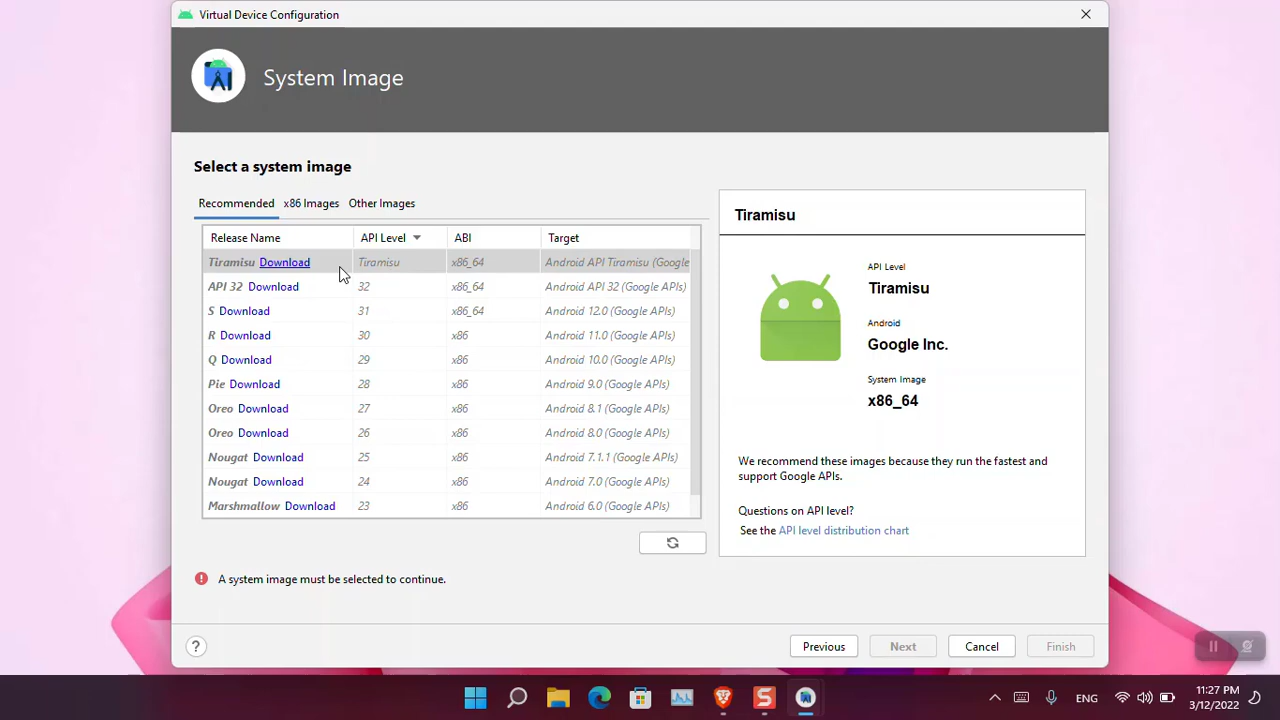 Virtual Device Configuration
System Image
Select a system image
Recommended x86 Images Other Images
Release Name API Level ABI Target
Tiramisu Download Tiramisu x86_64 Android API Tiramisu (Google
API 32 Download 32 x86_64 Android API 32 (Google APIs)
S Download 31 x86_64 Android 12.0 (Google APIs)
R Download 30 x86 Android 11.0 (Google APIs)
Q Download 29 x86 Android 10.0 (Google APIs)
Pie Download 28 x86 Android 9.0 (Google APIs)
Oreo Download 27 x86 Android 8.1 (Google APIs)
Oreo Download 26 x86 Android 8.0 (Google APIs)
Nougat Download 25 x86 Android 7.1.1 (Google APIs)
Nougat Download 24 x86 Android 7.0 (Google APIs)
Marshmallow Download 23 x86 Android 6.0 (Google APIs)
Tiramisu
API Level
Tiramisu
Android
Google Inc.
System Image
x86_64
We recommend these images because they run the fastest and
support Google APIs.
Questions on API level?
See the API level distribution chart
A system image must be selected to continue.
? Previous Next Cancel Finish
ENG
11:27 PM
3/12/2022